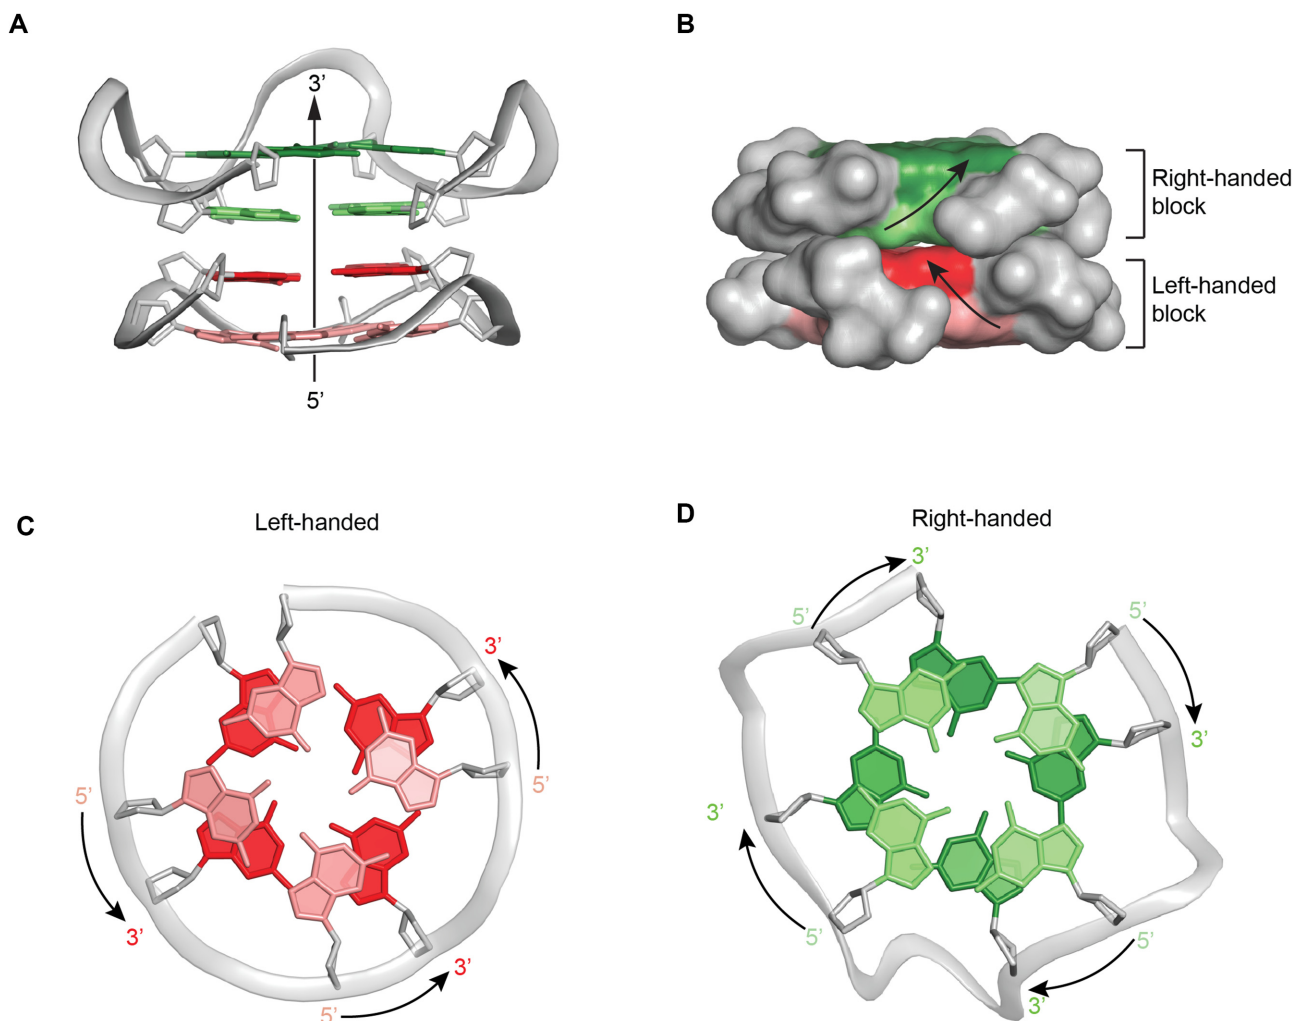 A
3’
5’
B
Right-handed
block
Left-handed
block
C
Left-handed
3’
5’
5’
3’
3’
5’
D
Right-handed
3’
5’
5’
3’
3’
5’
5’
3’